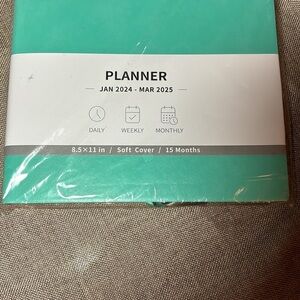 PLANNER
JAN 2024 - MAR 2025
DAILY WEEKLY MONTHLY
8.5×11 in / Soft Cover / 15 Months